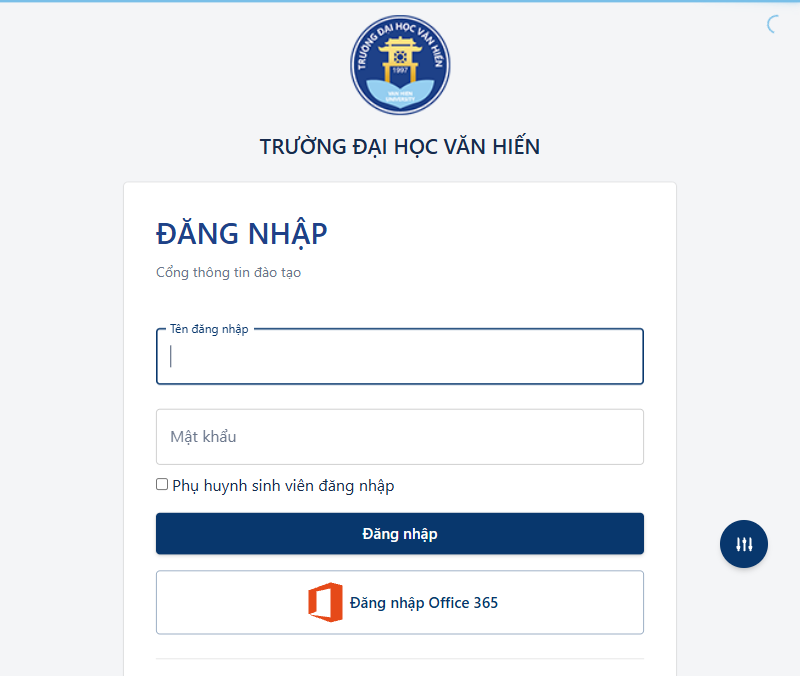 TRƯỜNG ĐẠI HỌC VĂN HIẾN
1997
VAN HIEN
UNIVERSITY
TRƯỜNG ĐẠI HỌC VĂN HIẾN
ĐĂNG NHẬP
Cổng thông tin đào tạo
Tên đăng nhập
Mật khẩu
Phụ huynh sinh viên đăng nhập
Đăng nhập
Đăng nhập Office 365